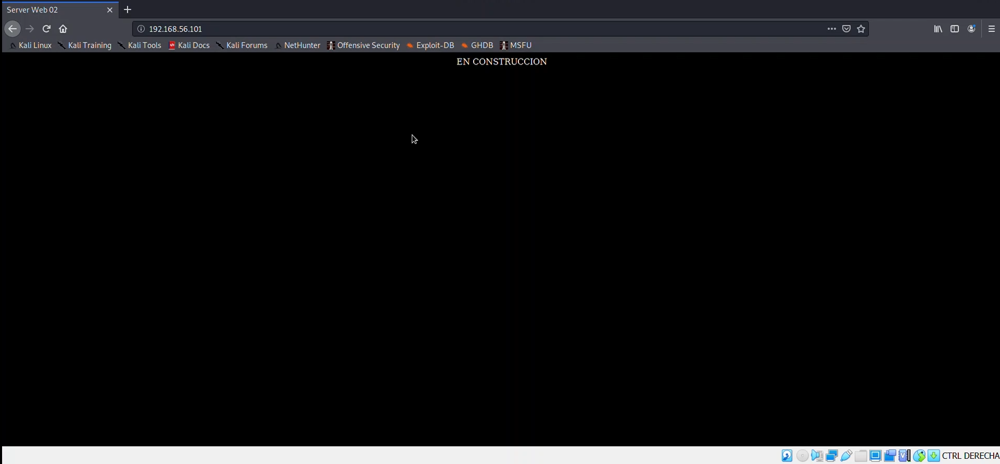 Server Web 02
192.168.56.101
Kali Linux Kali Training Kali Tools Kali Docs Kali Forums NetHunter Offensive Security Exploit-DB GHDB MSFU
EN CONSTRUCCION
CTRL DERECHA